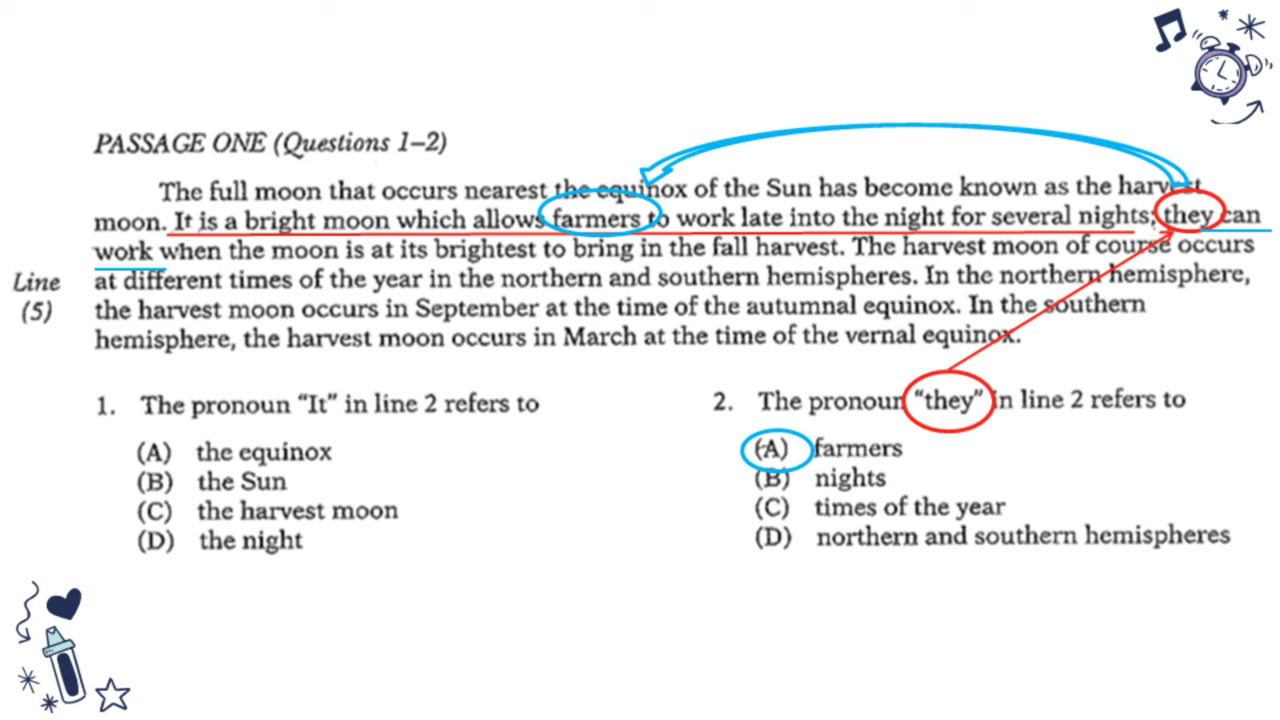 PASSAGE ONE (Questions 1–2)
The full moon that occurs nearest the equinox of the Sun has become known as the harvest
moon. It is a bright moon which allows farmers to work late into the night for several nights; they can
work when the moon is at its brightest to bring in the fall harvest. The harvest moon of course occurs
Line at different times of the year in the northern and southern hemispheres. In the northern hemisphere,
(5) the harvest moon occurs in September at the time of the autumnal equinox. In the southern
hemisphere, the harvest moon occurs in March at the time of the vernal equinox.
1. The pronoun “It” in line 2 refers to
(A) the equinox
(B) the Sun
(C) the harvest moon
(D) the night
2. The pronoun “they” in line 2 refers to
(A) farmers
(B) nights
(C) times of the year
(D) northern and southern hemispheres